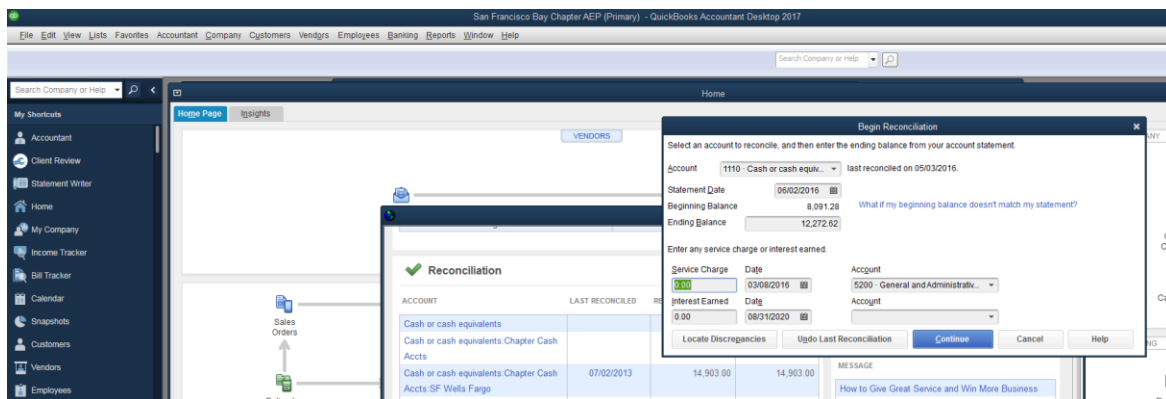 San Francisco Bay Chapter AEP (Primary) - QuickBooks Accountant Desktop 2017
File Edit View Lists Favorites Accountant Company Customers Vendors Employees Banking Reports Window Help
Search Company or Help
Search Company or Help
My Shortcuts
Accountant
Client Review
Statement Writer
Home
My Company
Income Tracker
Bill Tracker
Calendar
Snapshots
Customers
Vendors
Employees
Home
Home Page Insights
VENDORS
Sales
Orders
Reconciliation
ACCOUNT LAST RECONCILED
Cash or cash equivalents
Cash or cash equivalents:Chapter Cash
Accts
Cash or cash equivalents:Chapter Cash 07/02/2013 14,903.00 14,903.00
Accts:SF Wells Fargo
MESSAGE
How to Give Great Service and Win More Business
Begin Reconciliation
Select an account to reconcile, and then enter the ending balance from your account statement.
Account 1110 · Cash or cash equiv... last reconciled on 05/03/2016.
Statement Date 06/02/2016
Beginning Balance 8,091.28 What if my beginning balance doesn't match my statement?
Ending Balance 12,272.62
Enter any service charge or interest earned.
Service Charge Date Account
0.00 03/08/2016 5200 · General and Administrativ...
Interest Earned Date Account
0.00 08/31/2020
Locate Discrepancies Undo Last Reconciliation Continue Cancel Help